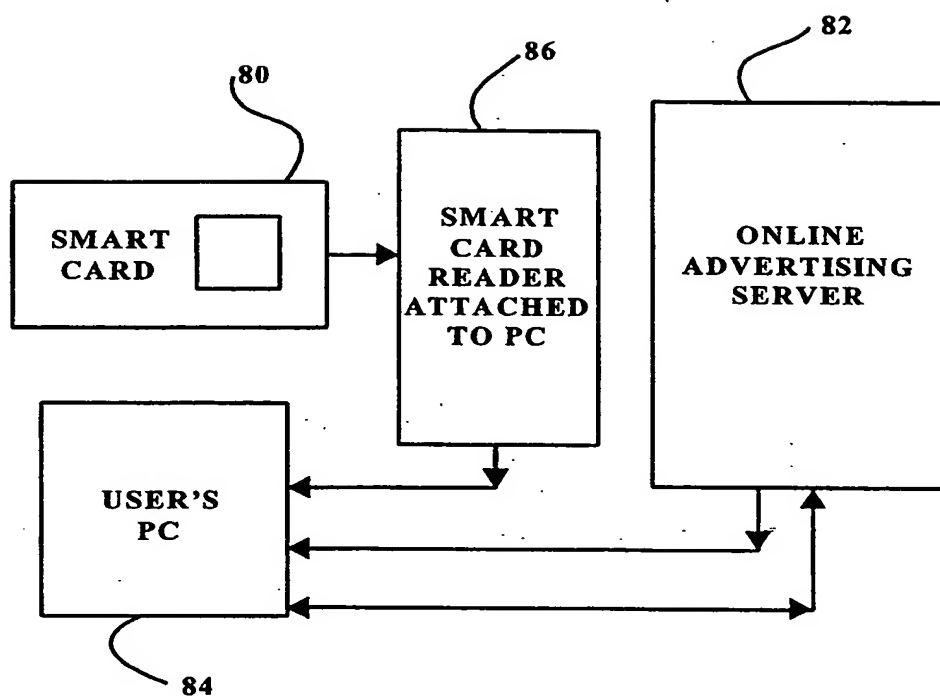 80
86
82
SMART
CARD
SMART
CARD
READER
ATTACHED
TO PC
ONLINE
ADVERTISING
SERVER
USER'S
PC
84